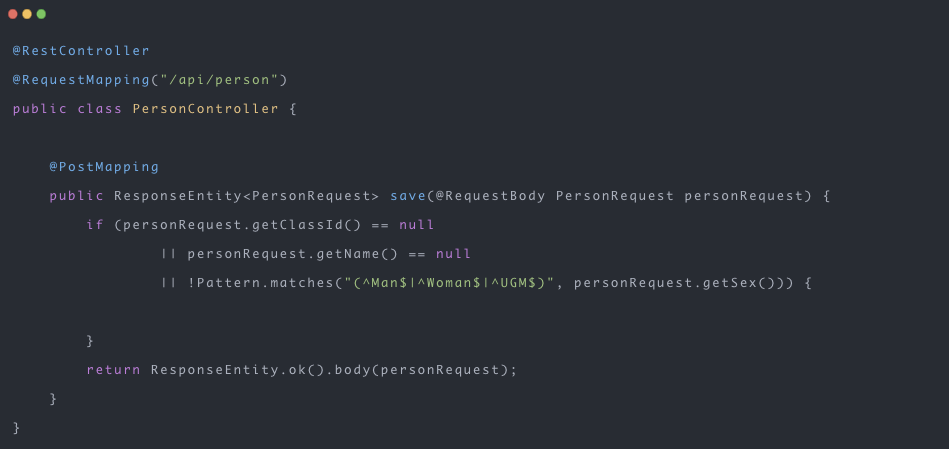 @RestController
@RequestMapping("/api/person")
public class PersonController {
@PostMapping
public ResponseEntity<PersonRequest> save(@RequestBody PersonRequest personRequest) {
if (personRequest.getClassId() == null
|| personRequest.getName() == null
|| !Pattern.matches("(^Man$|^Woman$|^UGM$)", personRequest.getSex())) {
}
return ResponseEntity.ok().body(personRequest);
}
}